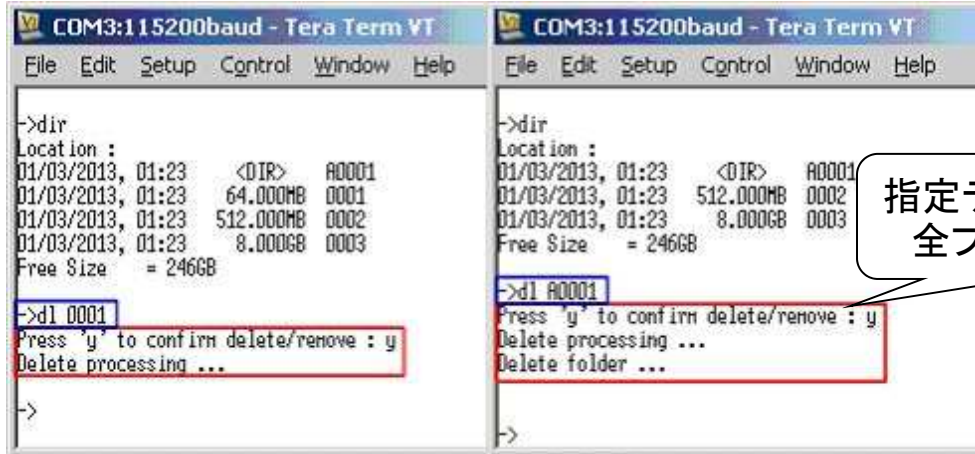 COM3:115200baud - Tera Term VT
File Edit Setup Control Window Help
->dir
Location :
01/03/2013, 01:23 <DIR> A0001
01/03/2013, 01:23 64.000MB 0001
01/03/2013, 01:23 512.000MB 0002
01/03/2013, 01:23 8.000GB 0003
Free Size = 246GB
->dl 0001
Press 'y' to confirm delete/remove : y
Delete processing ...
->
COM3:115200baud - Tera Term VT
File Edit Setup Control Window Help
->dir
Location :
01/03/2013, 01:23 <DIR> A0001
01/03/2013, 01:23 512.000MB 0002
01/03/2013, 01:23 8.000GB 0003
Free Size = 246GB
->dl A0001
Press 'y' to confirm delete/remove : y
Delete processing ...
Delete folder ...
->
指定
全フ